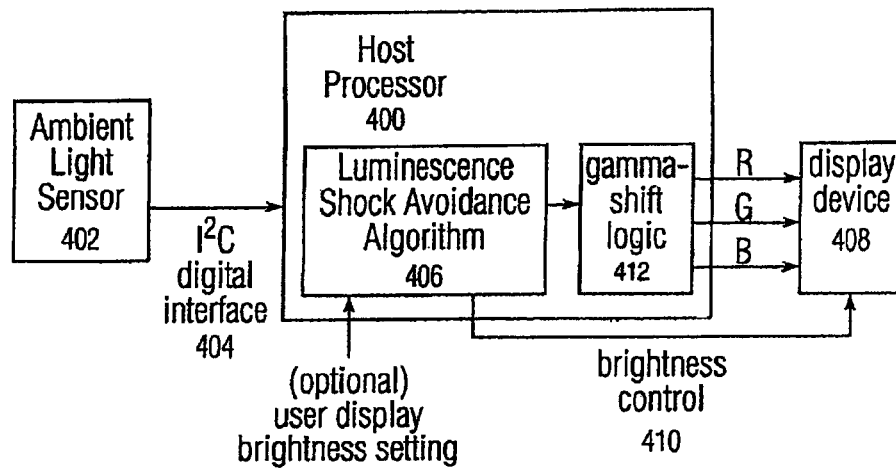 Host
Processor
400
Ambient
Light
Sensor
402
I²C
digital
interface
404
Luminescence
Shock Avoidance
Algorithm
406
gamma-
shift
logic
412
R
G
B
display
device
408
(optional)
user display
brightness setting
brightness
control
410